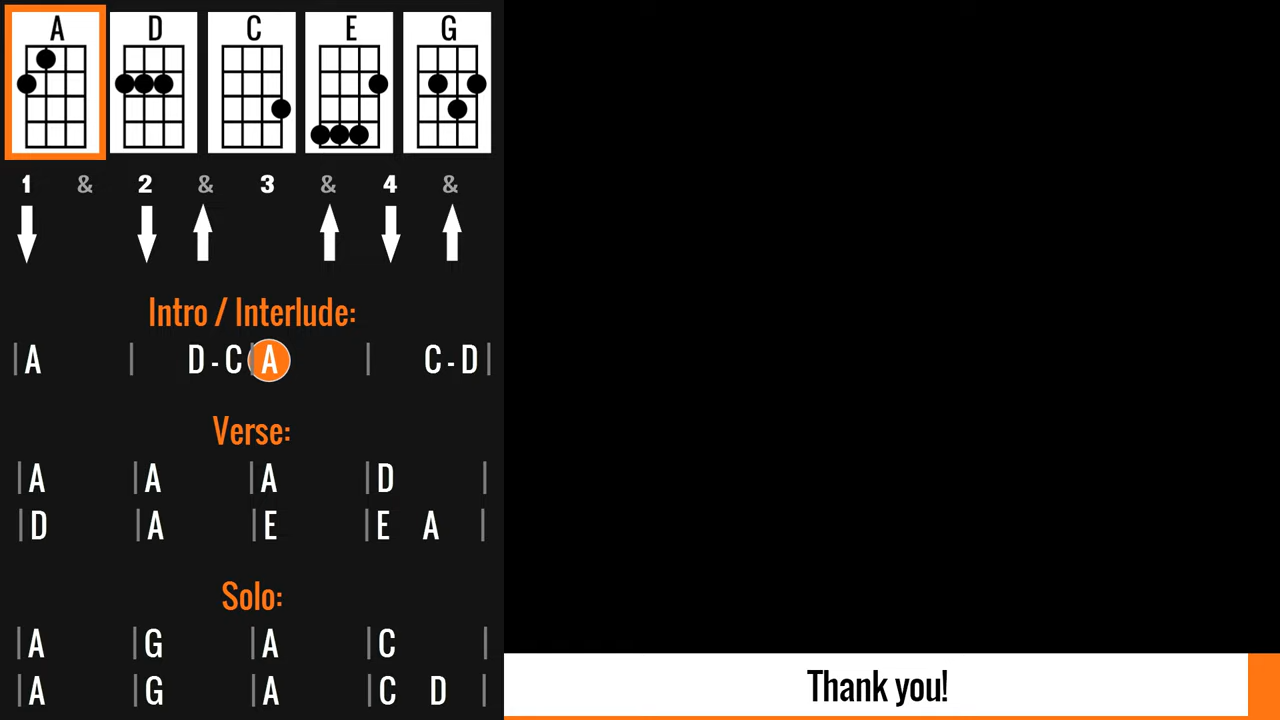 A D C E G
1 & 2 & 3 & 4 &
Intro / Interlude:
|A | D - C |A | C - D|
Verse:
|A |A |A |D |
|D |A |E |E A |
Solo:
|A |G |A |C |
|A |G |A |C D |
Thank you!